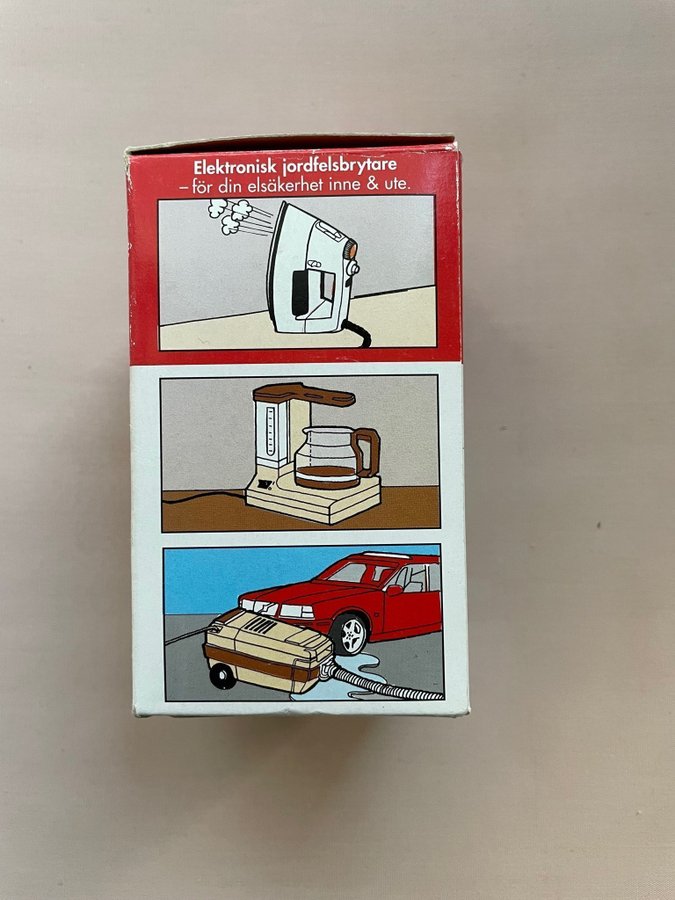 Elektronisk jordfelsbrytare
– för din elsäkerhet inne & ute.